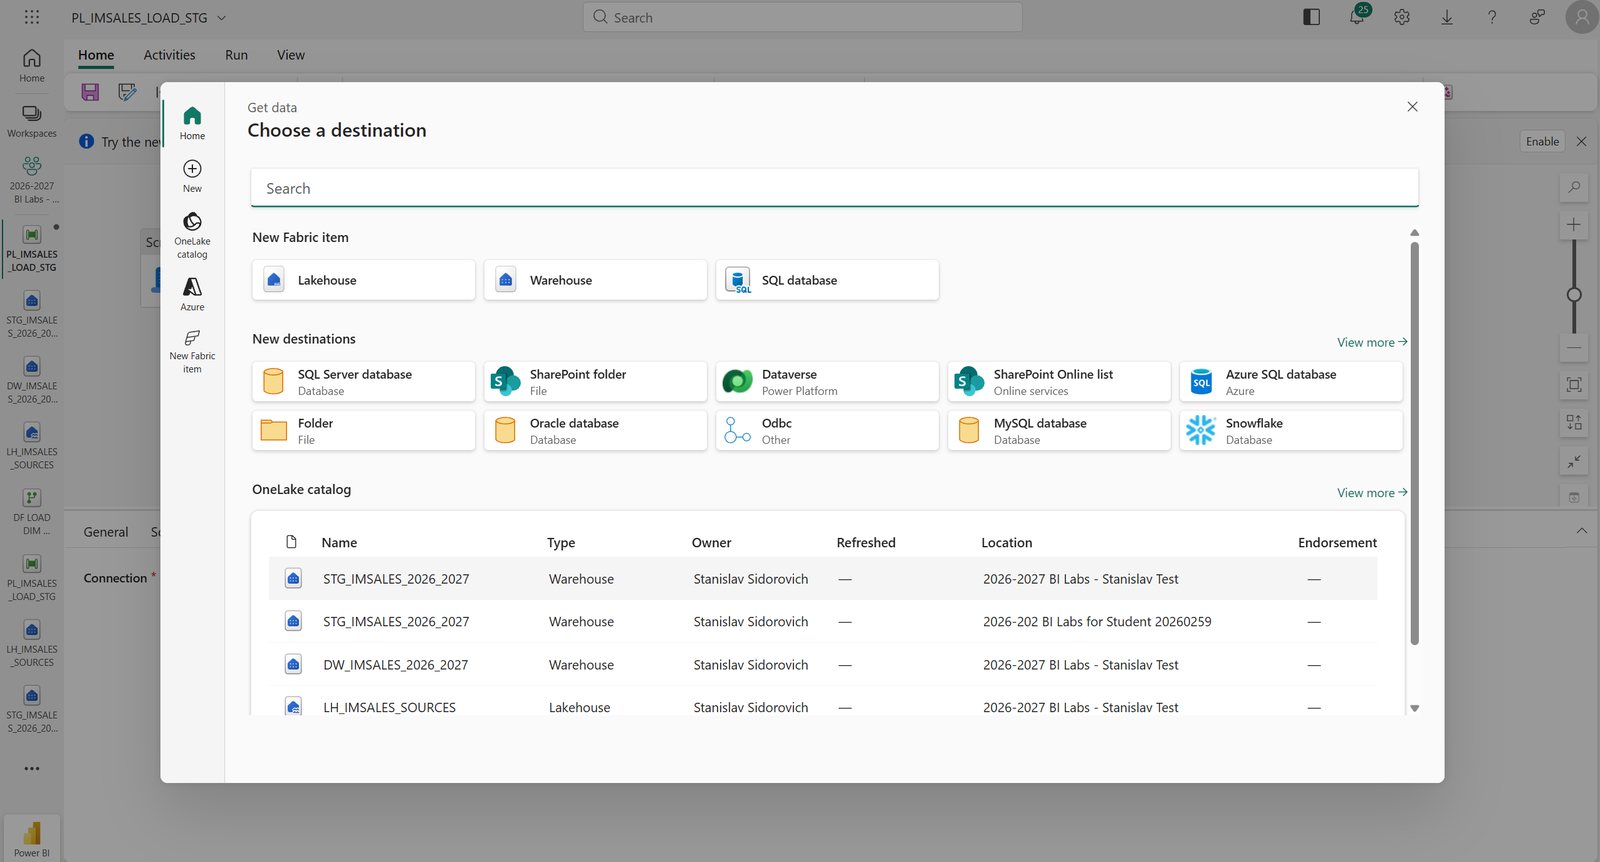 PL_IMSALES_LOAD_STG
Search
25
Home
Workspaces
2026-2027
BI Labs - ...
PL_IMSALES
_LOAD_STG
STG_IMSALE
S_2026_20...
DW_IMSALE
S_2026_20...
LH_IMSALES
_SOURCES
DF LOAD
DIM ...
PL_IMSALES
_LOAD_STG
LH_IMSALES
_SOURCES
STG_IMSALE
S_2026_20...
Power BI
Home Activities Run View
Try the
Enable
General
Connection *
Home
New
OneLake
catalog
Azure
New Fabric
item
Get data
Choose a destination
Search
New Fabric item
Lakehouse
Warehouse
SQL
SQL database
New destinations
View more
SQL Server database
Database
S
SharePoint folder
File
Dataverse
Power Platform
S
SharePoint Online list
Online services
SQL
Azure SQL database
Azure
Folder
File
Oracle database
Database
Odbc
Other
MySQL database
Database
Snowflake
Database
OneLake catalog
View more
Name Type Owner Refreshed Location Endorsement
STG_IMSALES_2026_2027 Warehouse Stanislav Sidorovich — 2026-2027 BI Labs - Stanislav Test —
STG_IMSALES_2026_2027 Warehouse Stanislav Sidorovich — 2026-202 BI Labs for Student 20260259 —
DW_IMSALES_2026_2027 Warehouse Stanislav Sidorovich — 2026-2027 BI Labs - Stanislav Test —
LH_IMSALES_SOURCES Lakehouse Stanislav Sidorovich — 2026-2027 BI Labs - Stanislav Test —